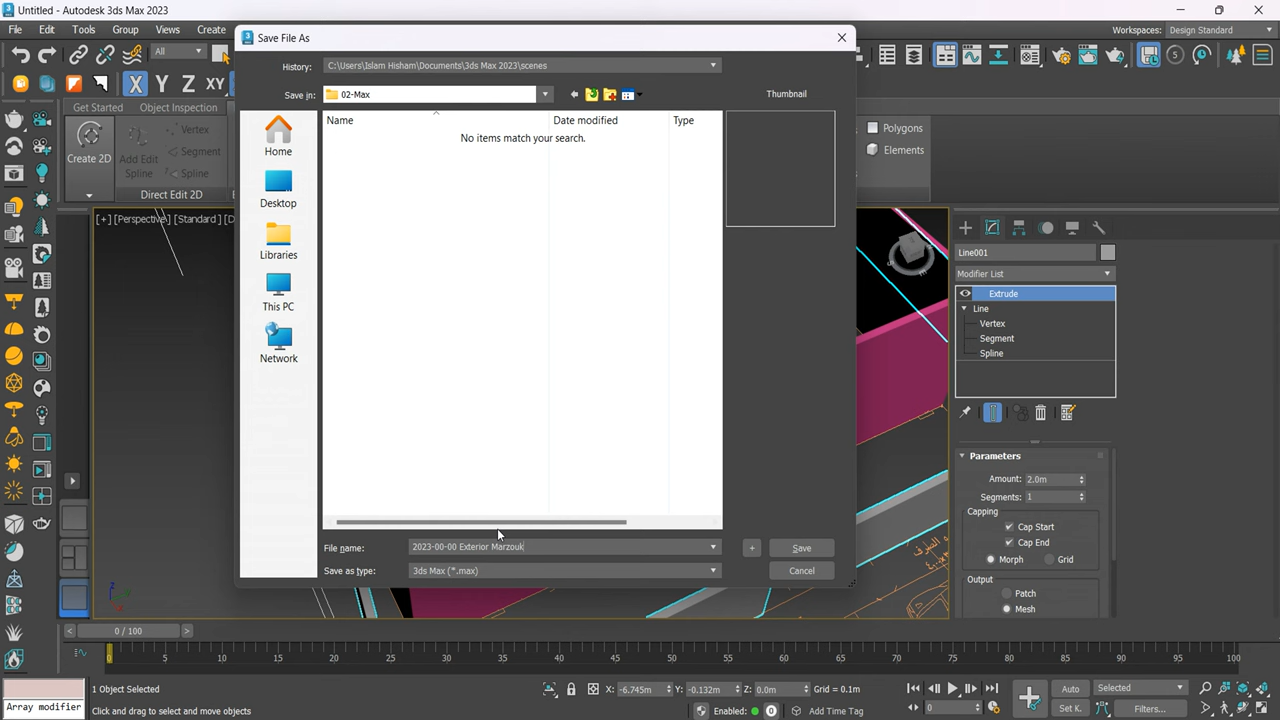 Untitled - Autodesk 3ds Max 2023
File Edit Tools Group Views Create
Workspaces: Design Standard
Save File As
All
History: C:\Users\Islam Hisham\Documents\3ds Max 2023\scenes
Save in: 02-Max
Thumbnail
X Y Z XY
Get Started Object Inspection
Name Date modified Type
No items match your search.
Polygons
Elements
Vertex
Segment
Spline
Create 2D
Add Edit Spline
Direct Edit 2D
Home
Desktop
Libraries
This PC
Network
[+] [Perspective] [Standard] [D
Line001
Modifier List
Extrude
Line
Vertex
Segment
Spline
Parameters
Amount: 2.0m
Segments: 1
Capping
Cap Start
Cap End
Morph Grid
Output
Patch
Mesh
File name: 2023-00-00 Exterior Marzouk
+ Save
Save as type: 3ds Max (*.max)
Cancel
< 0 / 100 >
0 5 10 15 20 25 30 35 40 45 50 55 60 65 70 75 80 85 90 95 100
1 Object Selected
X: -6.745m Y: -0.132m Z: 0.0m Grid = 0.1m
Auto Selected
Array modifier
Click and drag to select and move objects
Enabled: 0 Add Time Tag
0
Set K. Filters...